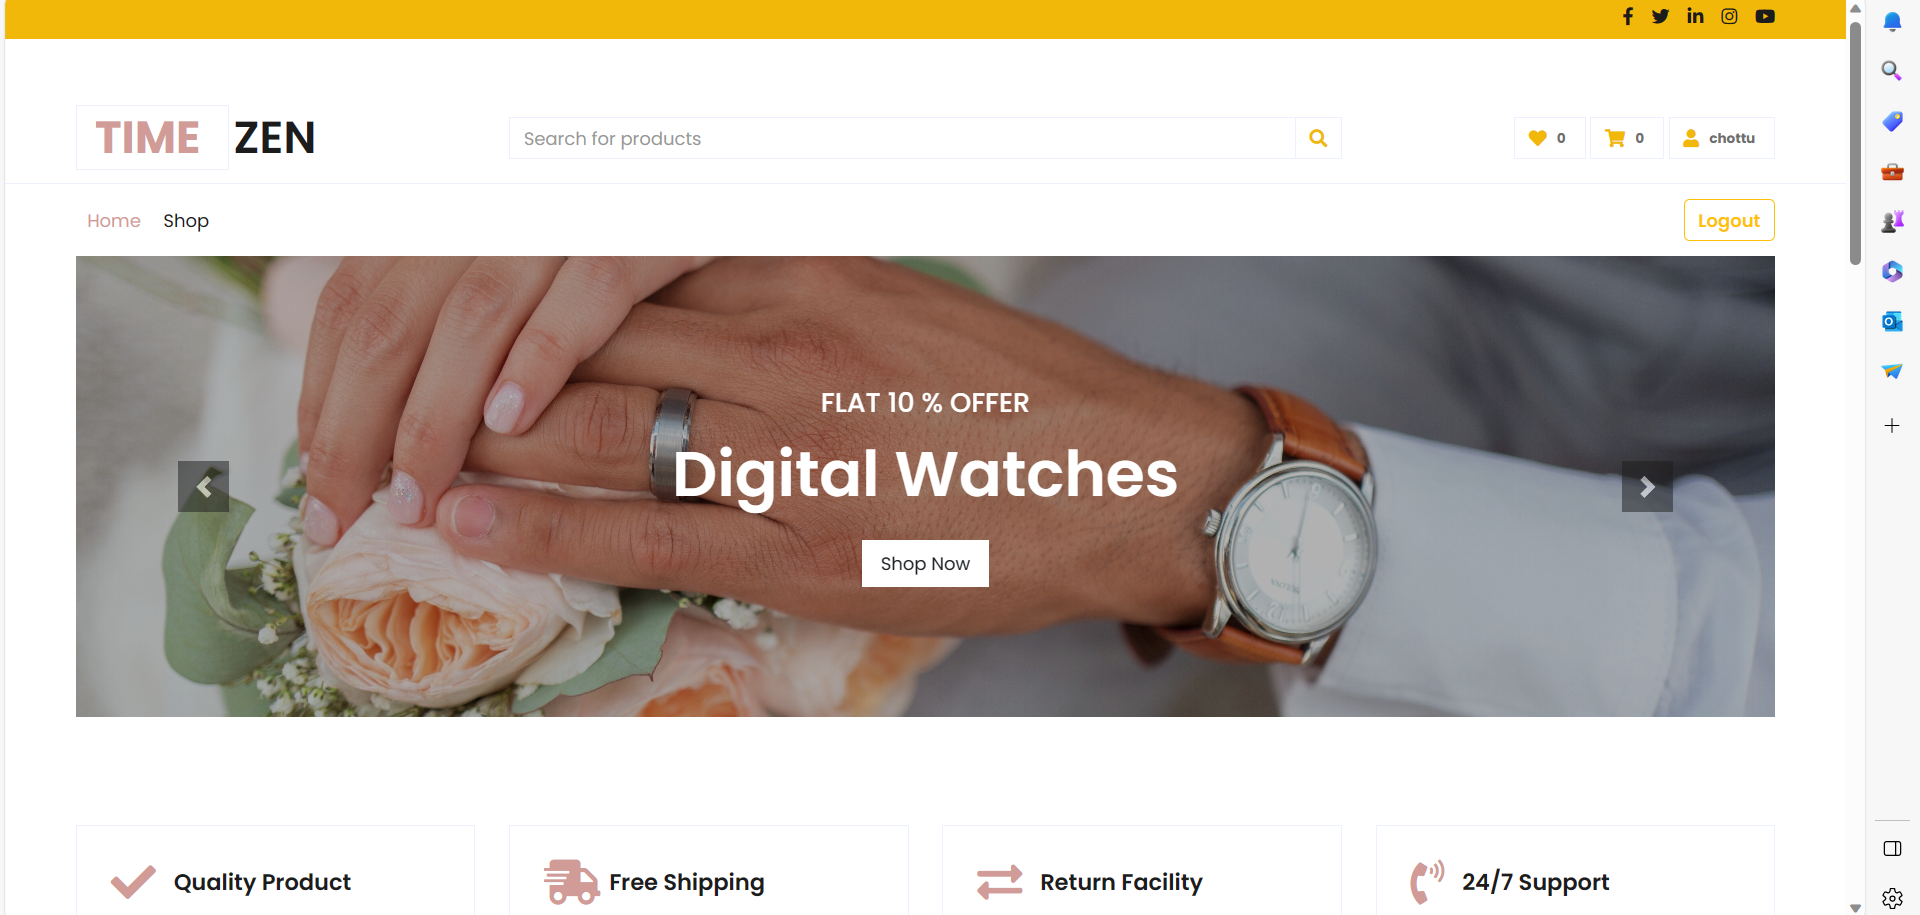 TIME ZEN
Search for products
0
0
chottu
Home
Shop
Logout
FLAT 10 % OFFER
Digital Watches
Shop Now
Quality Product
Free Shipping
Return Facility
24/7 Support